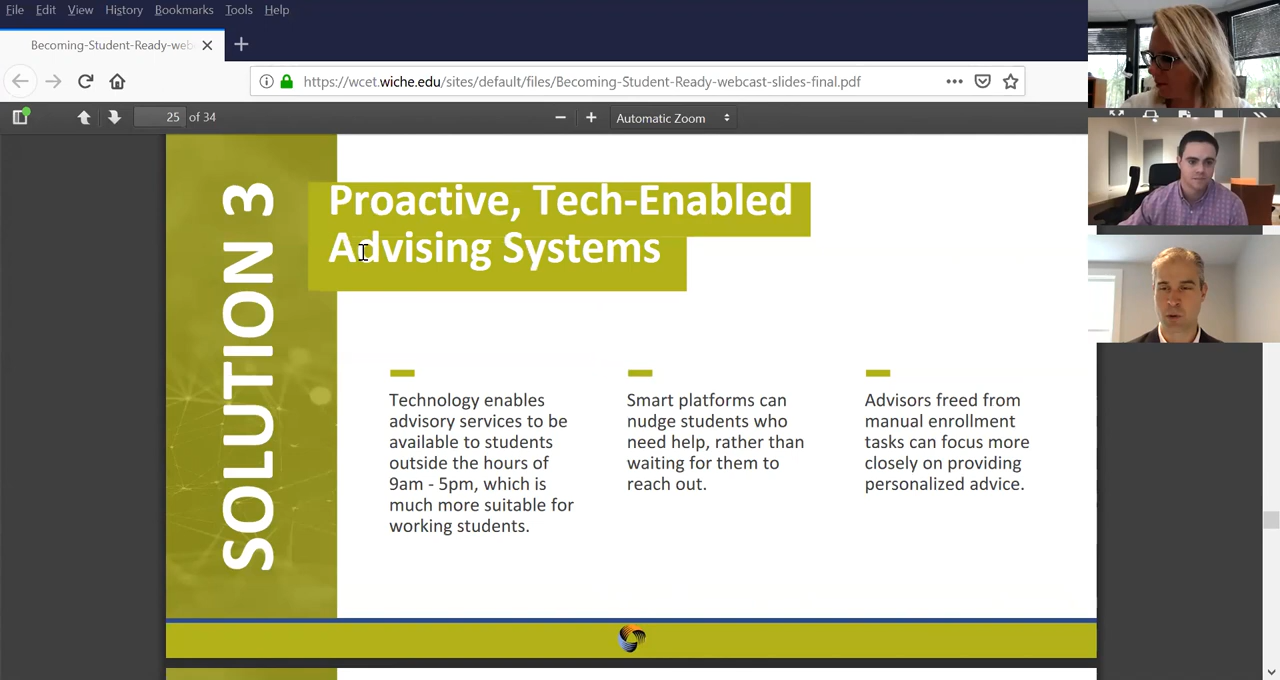 File Edit View History Bookmarks Tools Help
Becoming-Student-Ready-web
https://wcet.wiche.edu/sites/default/files/Becoming-Student-Ready-webcast-slides-final.pdf
25 of 34
Automatic Zoom
SOLUTION 3
Proactive, Tech-Enabled
Advising Systems
Technology enables
advisory services to be
available to students
outside the hours of
9am - 5pm, which is
much more suitable for
working students.
Smart platforms can
nudge students who
need help, rather than
waiting for them to
reach out.
Advisors freed from
manual enrollment
tasks can focus more
closely on providing
personalized advice.